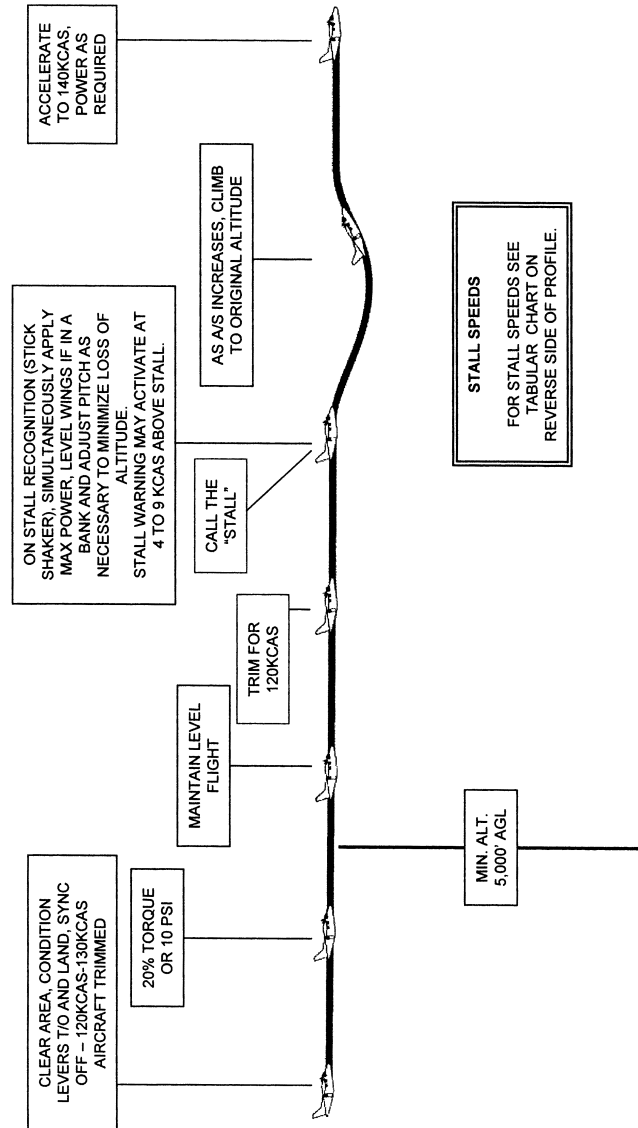 CLEAR AREA, CONDITION
LEVERS T/O AND LAND, SYNC
OFF – 120KCAS-130KCAS
AIRCRAFT TRIMMED
20% TORQUE
OR 10 PSI
MAINTAIN LEVEL
FLIGHT
TRIM FOR
120KCAS
CALL THE
"STALL"
ON STALL RECOGNITION (STICK
SHAKER), SIMULTANEOUSLY APPLY
MAX POWER, LEVEL WINGS IF IN A
BANK AND ADJUST PITCH AS
NECESSARY TO MINIMIZE LOSS OF
ALTITUDE.
STALL WARNING MAY ACTIVATE AT
4 TO 9 KCAS ABOVE STALL.
AS A/S INCREASES, CLIMB
TO ORIGINAL ALTITUDE
ACCELERATE
TO 140KCAS,
POWER AS
REQUIRED
MIN. ALT.
5,000' AGL
STALL SPEEDS
FOR STALL SPEEDS SEE
TABULAR CHART ON
REVERSE SIDE OF PROFILE.